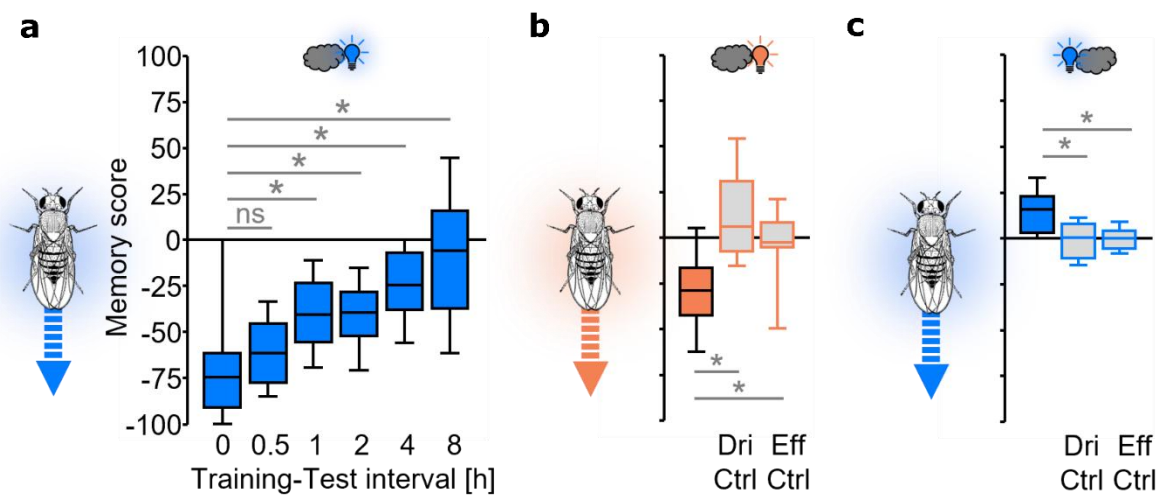 a
b
c
Memory score
100
75
50
25
0
-25
-50
-75
-100
*
*
*
*
ns
0 0.5 1 2 4 8
Training-Test interval [h]
*
*
Dri Eff
Ctrl Ctrl
*
*
Dri Eff
Ctrl Ctrl